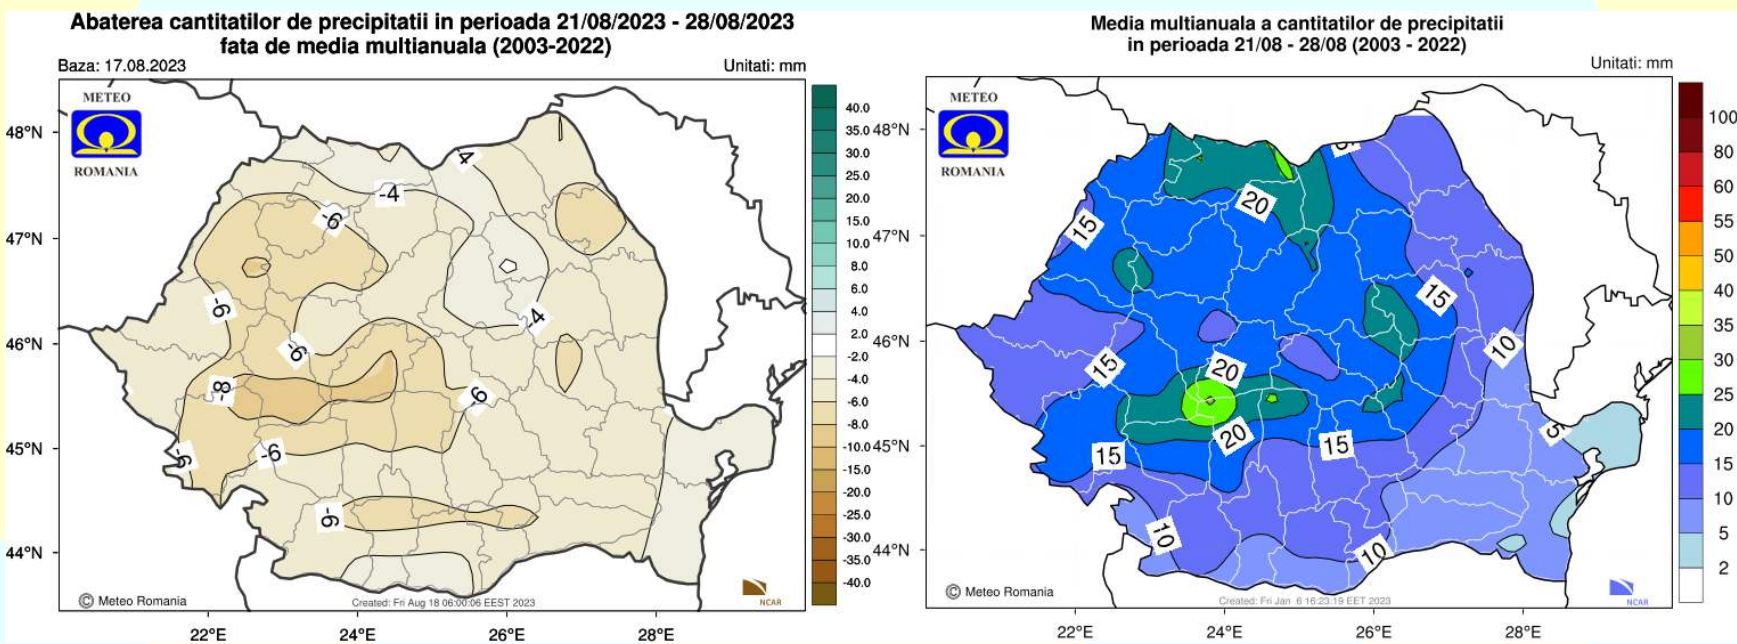 Abaterea cantitatilor de precipitatii in perioada 21/08/2023 - 28/08/2023
fata de media multianuala (2003-2022)
Baza: 17.08.2023
Unitati: mm
METEO
ROMANIA
48°N
47°N
46°N
45°N
44°N
22°E
24°E
26°E
28°E
-4
-4
-6
-6
-4
-6
-8
-6
-6
-6
-6
40.0
35.0
30.0
25.0
20.0
15.0
10.0
8.0
6.0
4.0
2.0
-2.0
-4.0
-6.0
-8.0
-10.0
-15.0
-20.0
-25.0
-30.0
-35.0
-40.0
© Meteo Romania
Created: Fri Aug 18 06:00:06 EEST 2023
NCAR
Media multianuala a cantitatilor de precipitatii
in perioada 21/08 - 28/08 (2003 - 2022)
Unitati: mm
METEO
ROMANIA
48°N
47°N
46°N
45°N
44°N
22°E
24°E
26°E
28°E
20
15
15
10
15
20
5
20
15
15
10
10
100
80
60
55
50
40
35
30
25
20
15
10
5
2
© Meteo Romania
Created: Fri Jan 6 16:23:19 EET 2023
NCAR